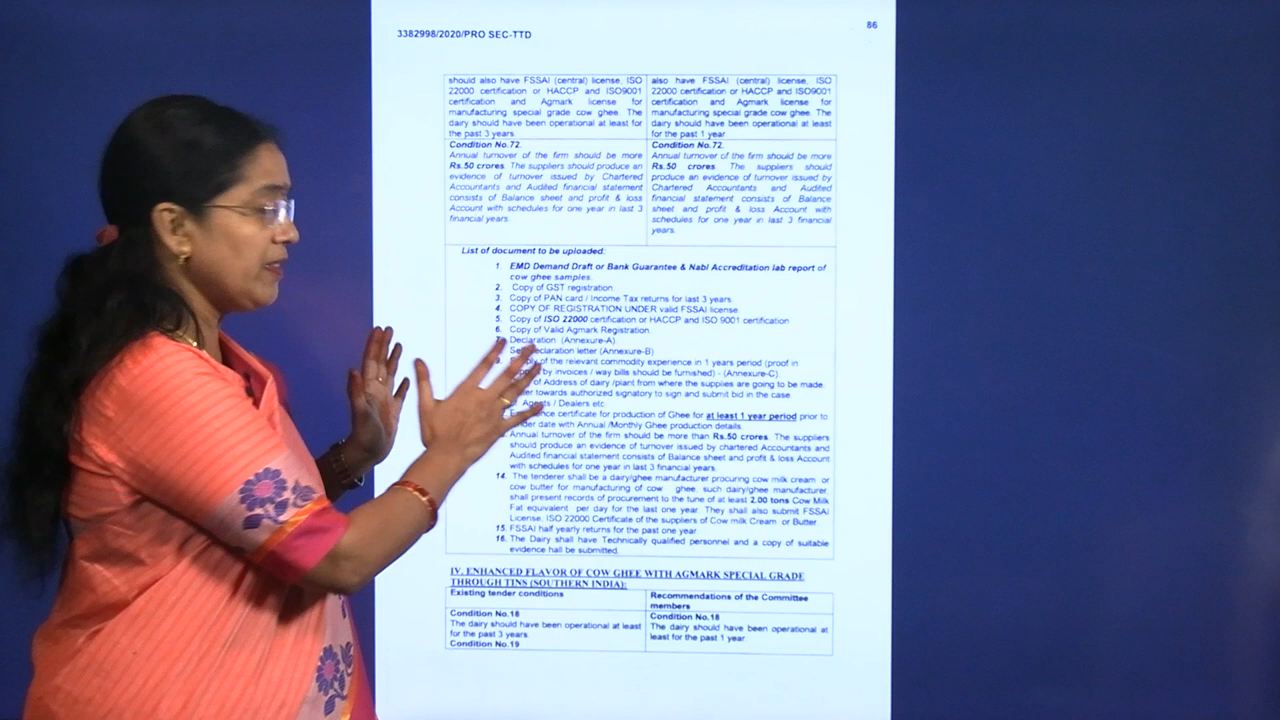 86
3382998/2020/PRO SEC-TTD
should also have FSSAI (central) license, ISO
22000 certification or HACCP and ISO9001
certification and Agmark license for
manufacturing special grade cow ghee. The
dairy should have been operational at least for
the past 3 years.
also have FSSAI (central) license, ISO
22000 certification or HACCP and ISO9001
certification and Agmark license for
manufacturing special grade cow ghee. The
dairy should have been operational at least
for the past 1 year
Condition No.72.
Annual turnover of the firm should be more
Rs.50 crores. The suppliers should produce an
evidence of turnover issued by Chartered
Accountants and Audited financial statement
consists of Balance sheet and profit & loss
Account with schedules for one year in last 3
financial years.
Condition No.72.
Annual turnover of the firm should be more
Rs.50 crores. The suppliers should
produce an evidence of turnover issued by
Chartered Accountants and Audited
financial statement consists of Balance
sheet and profit & loss Account with
schedules for one year in last 3 financial
years.
List of document to be uploaded:
1 EMD Demand Draft or Bank Guarantee & Nabl Accreditation lab report of
cow ghee samples.
2. Copy of GST registration.
3. Copy of PAN card / Income Tax returns for last 3 years.
4. COPY OF REGISTRATION UNDER valid FSSAI license.
5. Copy of ISO 22000 certification or HACCP and ISO 9001 certification
6. Copy of Valid Agmark Registration.
Declaration (Annexure-A)
declaration letter (Annexure-B)
of the relevant commodity experience in 1 years period (proof in
by invoices / way bills should be furnished) - (Annexure-C)
of Address of dairy /plant from where the supplies are going to be made.
towards authorized signatory to sign and submit bid in the case
Agents / Dealers etc.
certificate for production of Ghee for at least 1 year period prior to
date with Annual /Monthly Ghee production details.
Annual turnover of the firm should be more than Rs.50 crores. The suppliers
should produce an evidence of turnover issued by chartered Accountants and
Audited financial statement consists of Balance sheet and profit & loss Account
with schedules for one year in last 3 financial years.
14. The tenderer shall be a dairy/ghee manufacturer procuring cow milk cream or
cow butter for manufacturing of cow ghee, such dairy/ghee manufacturer,
shall present records of procurement to the tune of at least 2.00 tons Cow Milk
Fat equivalent per day for the last one year. They shall also submit FSSAI
License, ISO 22000 Certificate of the suppliers of Cow milk Cream or Butter.
15. FSSAI half yearly returns for the past one year
16. The Dairy shall have Technically qualified personnel and a copy of suitable
evidence hall be submitted.
IV. ENHANCED FLAVOR OF COW GHEE WITH AGMARK SPECIAL GRADE
THROUGH TINS (SOUTHERN INDIA):
Existing tender conditions
Recommendations of the Committee
members
Condition No.18
The dairy should have been operational at least
for the past 3 years.
Condition No.19
Condition No.18
The dairy should have been operational at
least for the past 1 year